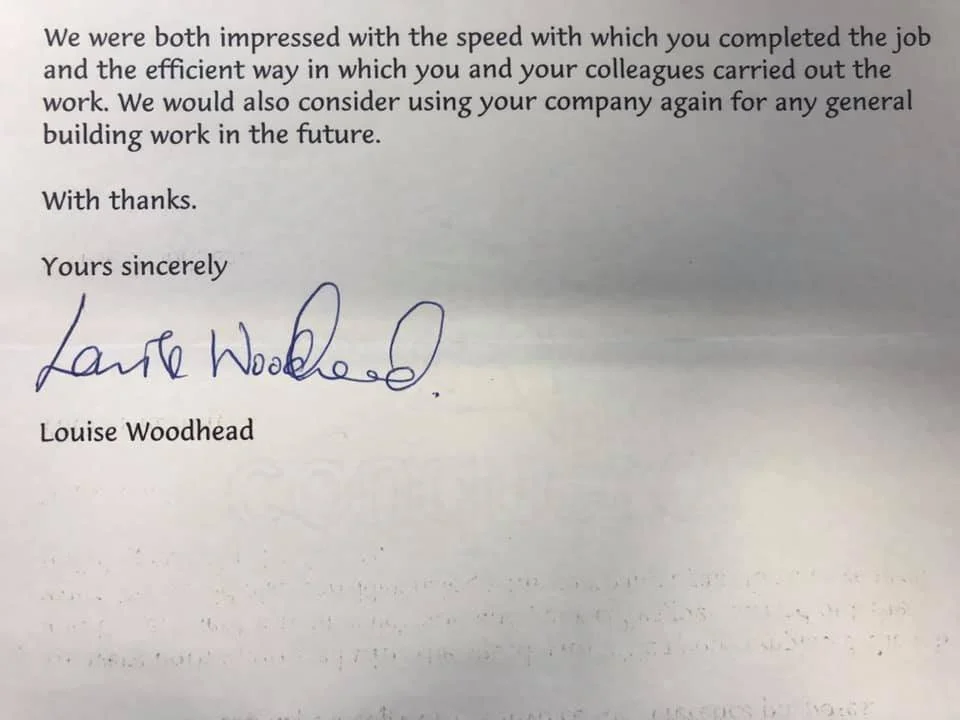 We were both impressed with the speed with which you completed the job
and the efficient way in which you and your colleagues carried out the
work. We would also consider using your company again for any general
building work in the future.
With thanks.
Yours sincerely
Louise Woodhead
Louise Woodhead